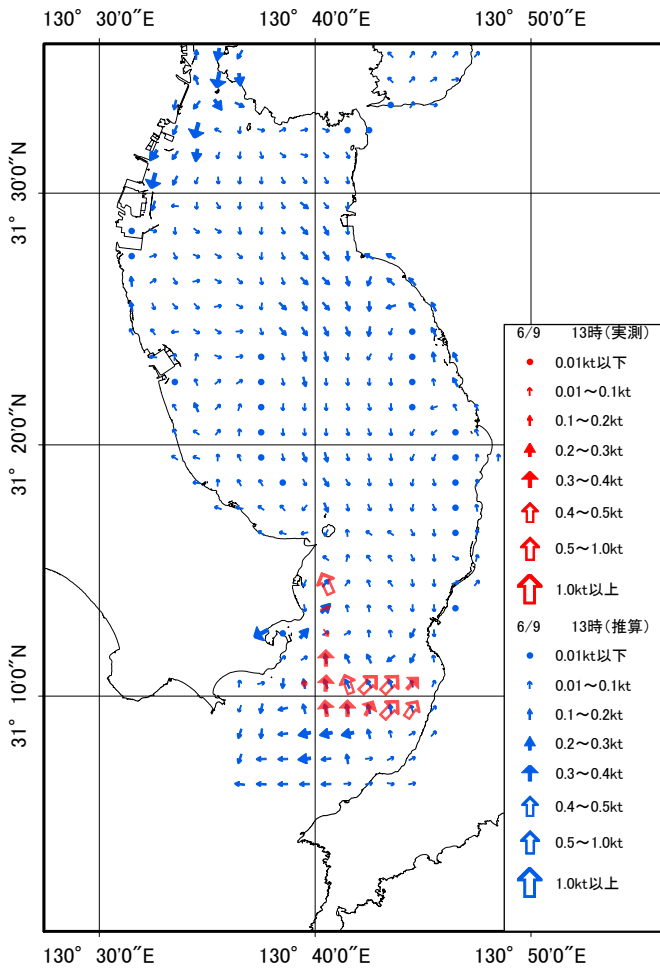 130° 30′0″E 130° 40′0″E 130° 50′0″E
31° 30′0″N
31° 20′0″N
31° 10′0″N
6/9 13時(実測)
0.01kt以下
0.01～0.1kt
0.1～0.2kt
0.2～0.3kt
0.3～0.4kt
0.4～0.5kt
0.5～1.0kt
1.0kt以上
6/9 13時(推算)
0.01kt以下
0.01～0.1kt
0.1～0.2kt
0.2～0.3kt
0.3～0.4kt
0.4～0.5kt
0.5～1.0kt
1.0kt以上
130° 30′0″E 130° 40′0″E 130° 50′0″E